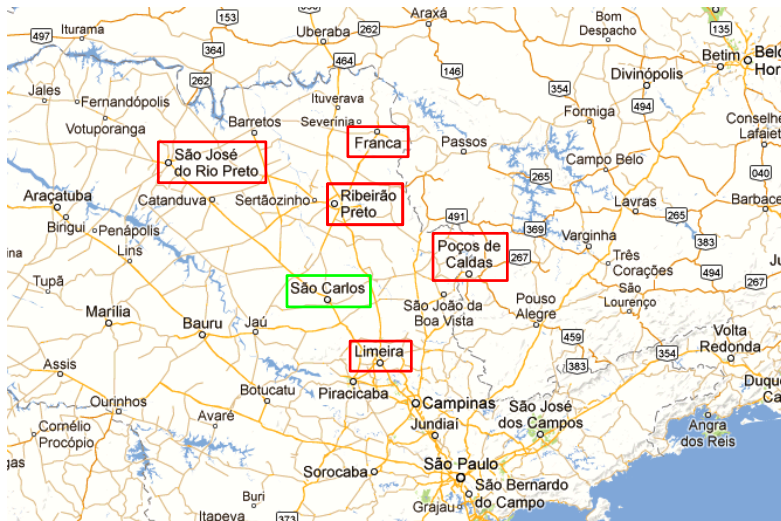 Araxá
153
Bom
Despacho
135
Iturama
497
364
262
Uberaba
262
464
146
354
262
Betim
Belo
Horiz
Divinópolis
494
Jales
Fernandópolis
Votuporanga
Ituverava
Severinia
Barretos
Franca
Passos
Formiga
Conselhe
Lafaiete
São José
do Rio Preto
Campo Belo
040
265
Araçatuba
Catanduva
Sertãozinho
Ribeirão
Preto
Lavras
265
Barbace
491
369
383
Birigui
Penápolis
Lins
Poços de
Caldas
267
Varginha
Três
Corações
494
267
Tupã
São Carlos
São João da
Boa Vista
Pouso
Alegre
São
Lourenço
Marília
Bauru
Jaú
459
Volta
Redonda
354
383
Limeira
Assis
Piracicaba
Botucatu
Ourinhos
Campinas
São José
dos Campos
Duque
Ca
Avaré
Jundiaí
Angra
dos Reis
Cornélio
Procópio
São Paulo
Sorocaba
São Bernardo
do Campo
Buri
Grajau
Itapeva
373